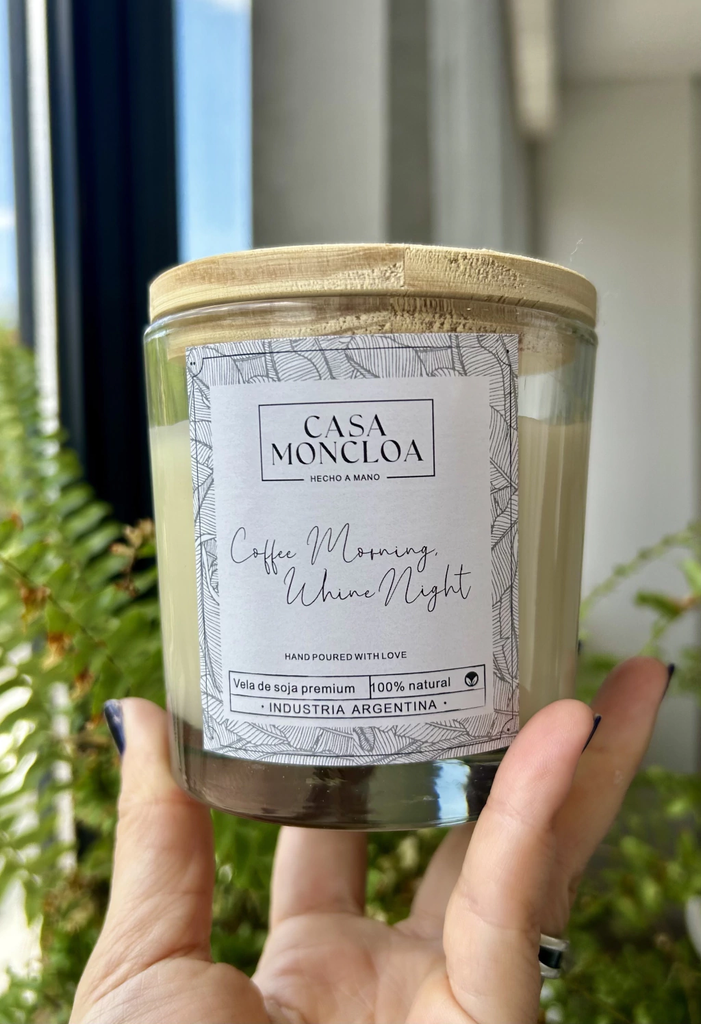 CASA
MONCLOA
HECHO A MANO
Coffee Morning,
Whine Night
HAND POURED WITH LOVE
Vela de soja premium 100% natural
· INDUSTRIA ARGENTINA ·